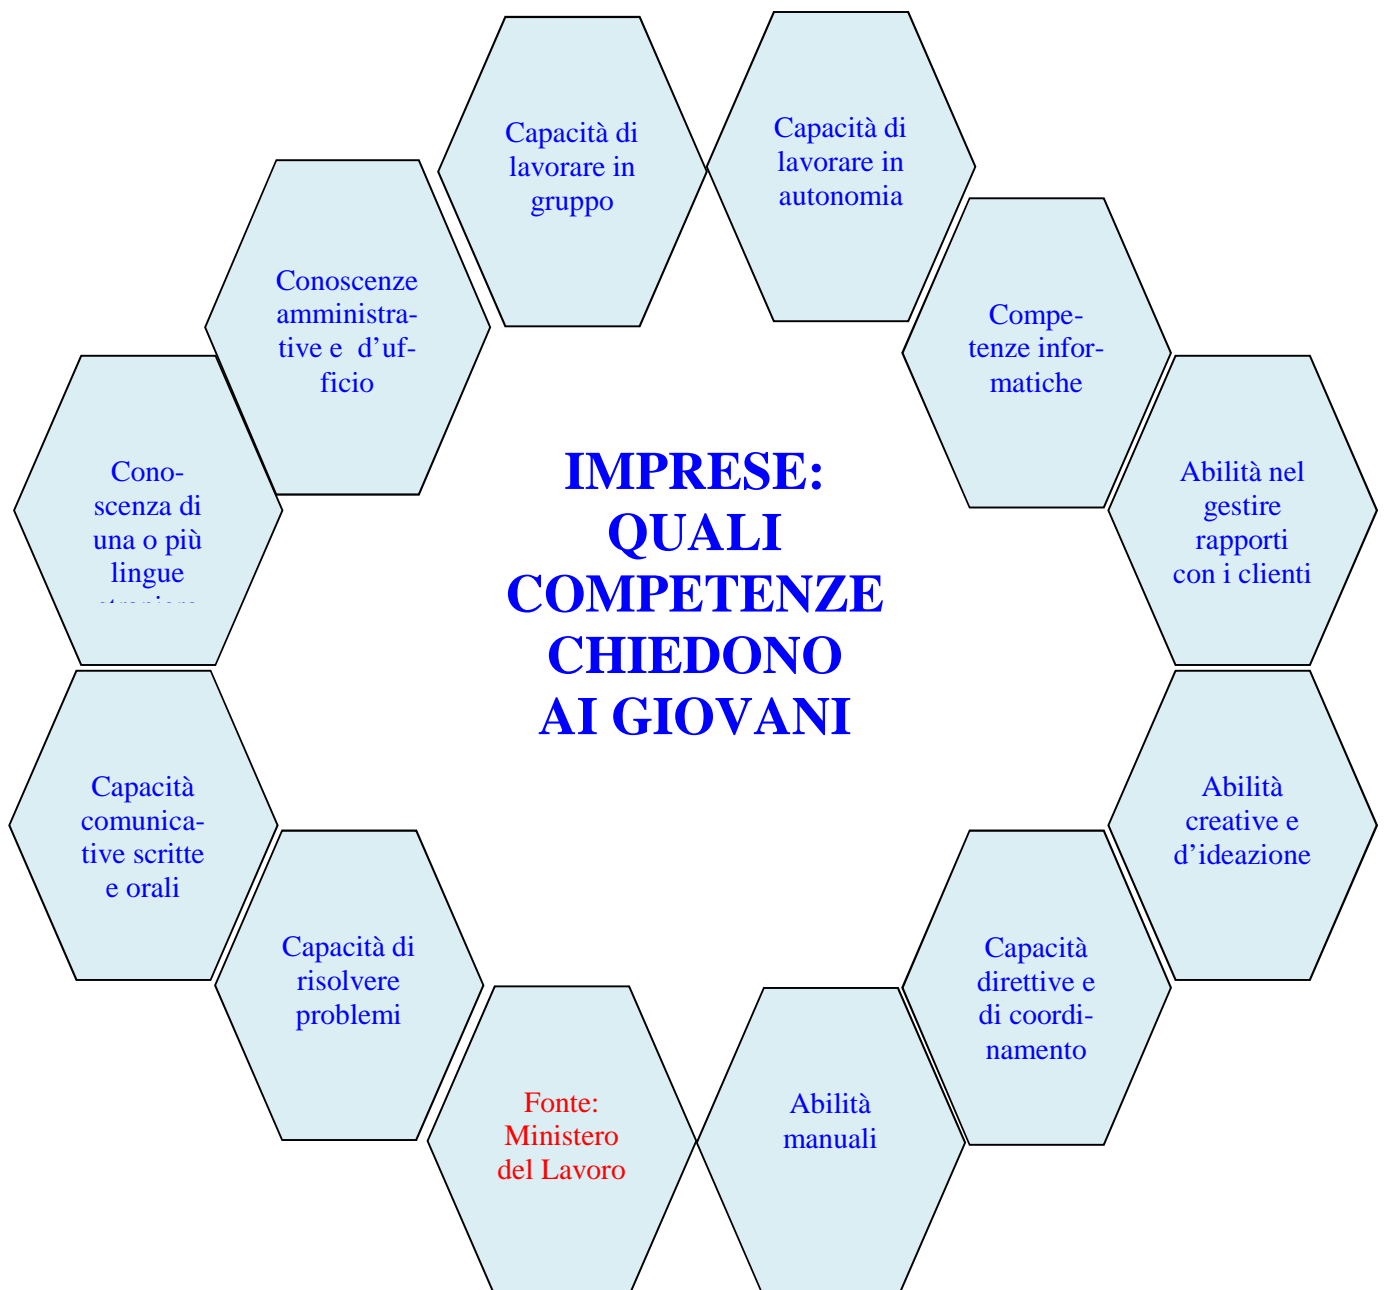 Capacità di
lavorare in
gruppo
Capacità di
lavorare in
autonomia
Conoscenze
amministra-
tive e d'uf-
ficio
Compe-
tenze infor-
matiche
Cono-
scenza di
una o più
lingue
Abilità nel
gestire
rapporti
con i clienti
IMPRESE:
QUALI
COMPETENZE
CHIEDONO
AI GIOVANI
Capacità
comunica-
tive scritte
e orali
Abilità
creative e
d'ideazione
Capacità di
risolvere
problemi
Capacità
direttive e
di coordi-
namento
Fonte:
Ministero
del Lavoro
Abilità
manuali